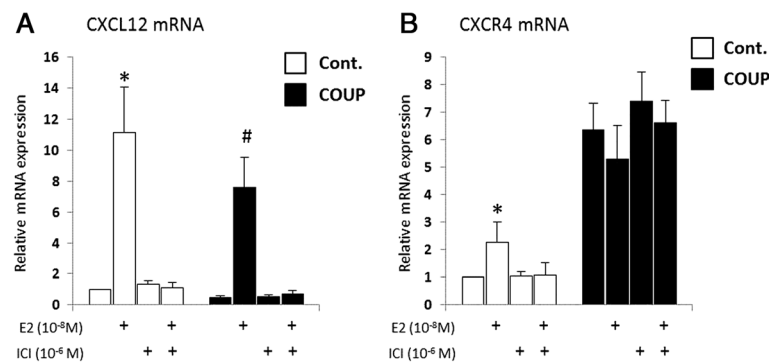 A CXCL12 mRNA
Cont.
COUP
Relative mRNA expression
16
14
12
10
8
6
4
2
0
*
#
E2 (10⁻⁸M) + + + +
ICI (10⁻⁶ M) + + + +
B CXCR4 mRNA
Cont.
COUP
Relative mRNA expression
9
8
7
6
5
4
3
2
1
0
*
E2 (10⁻⁸M) + + + +
ICI (10⁻⁶ M) + + + +